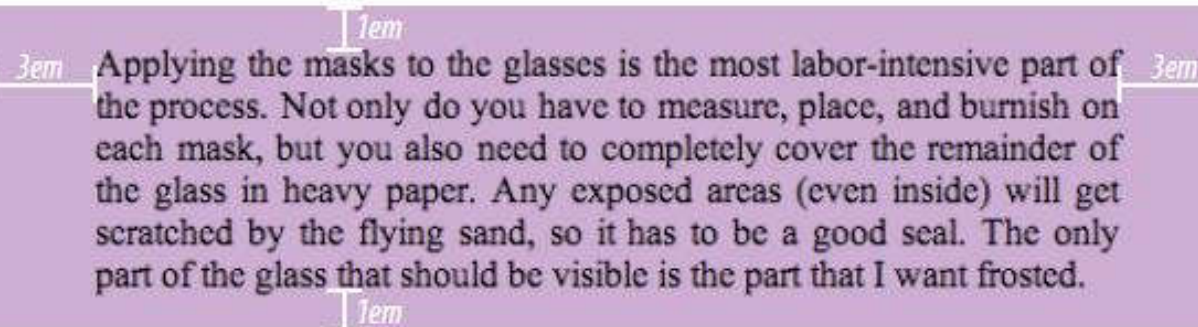 1em
3em Applying the masks to the glasses is the most labor-intensive part of 3em
the process. Not only do you have to measure, place, and burnish on
each mask, but you also need to completely cover the remainder of
the glass in heavy paper. Any exposed areas (even inside) will get
scratched by the flying sand, so it has to be a good seal. The only
part of the glass that should be visible is the part that I want frosted.
1em